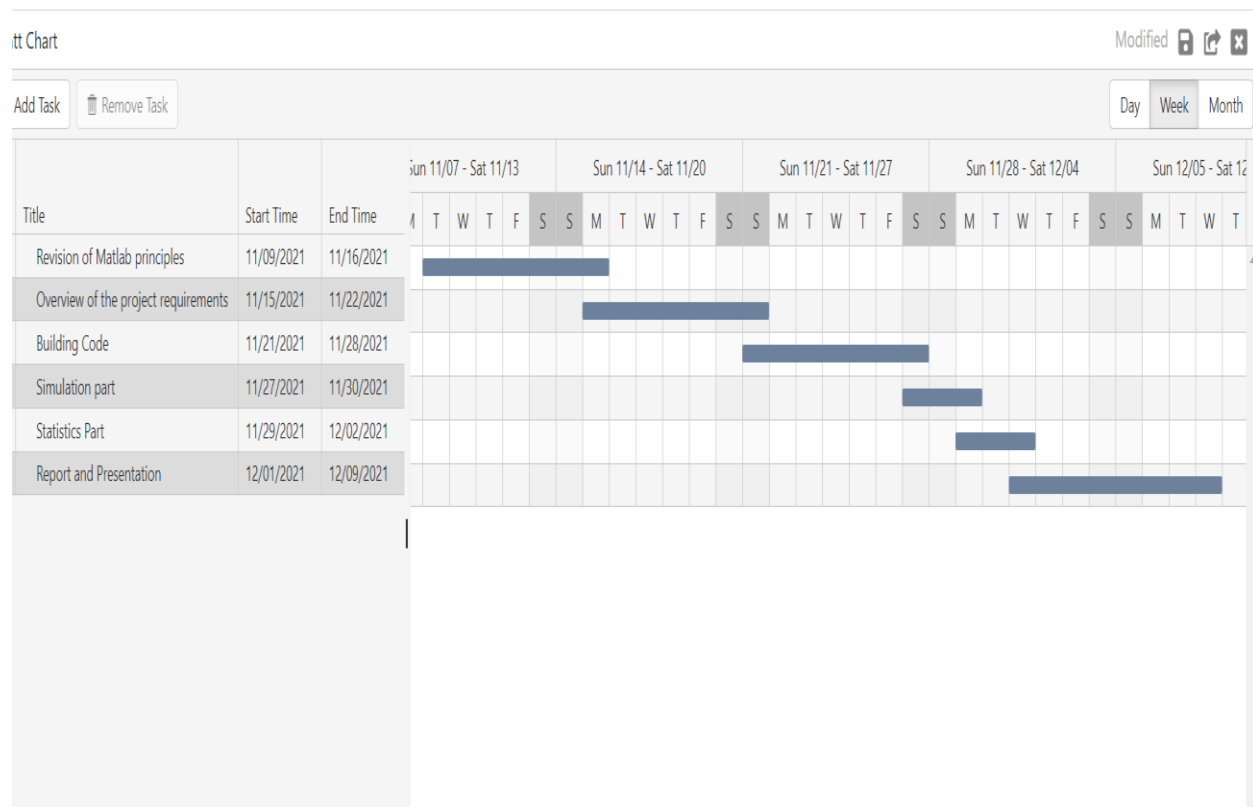 tt Chart Modified
Add Task Remove Task Day Week Month
Sun 11/07 - Sat 11/13 Sun 11/14 - Sat 11/20 Sun 11/21 - Sat 11/27 Sun 11/28 - Sat 12/04 Sun 12/05 - Sat 12
Title Start Time End Time M T W T F S S M T W T F S S M T W T F S S M T W T F S S M T W T
Revision of Matlab principles 11/09/2021 11/16/2021
Overview of the project requirements 11/15/2021 11/22/2021
Building Code 11/21/2021 11/28/2021
Simulation part 11/27/2021 11/30/2021
Statistics Part 11/29/2021 12/02/2021
Report and Presentation 12/01/2021 12/09/2021